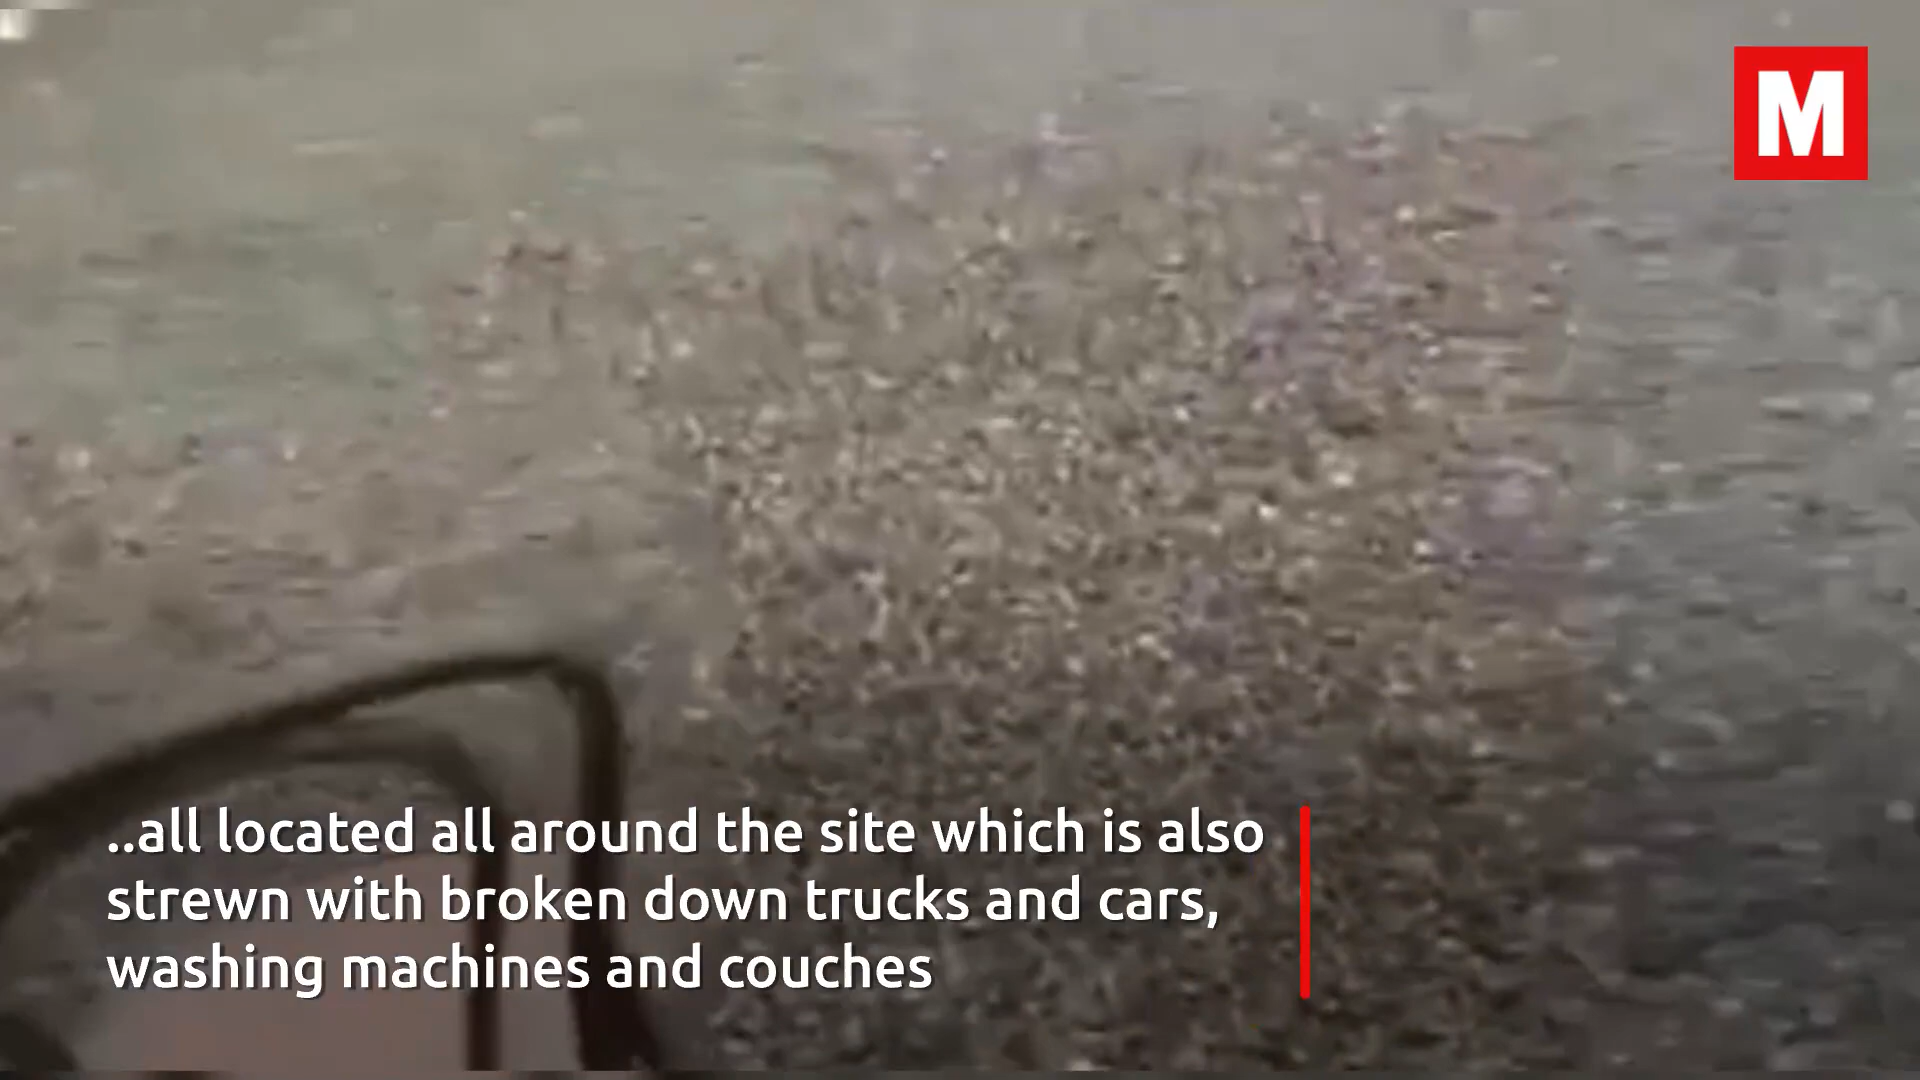 M
..all located all around the site which is also
strewn with broken down trucks and cars,
washing machines and couches